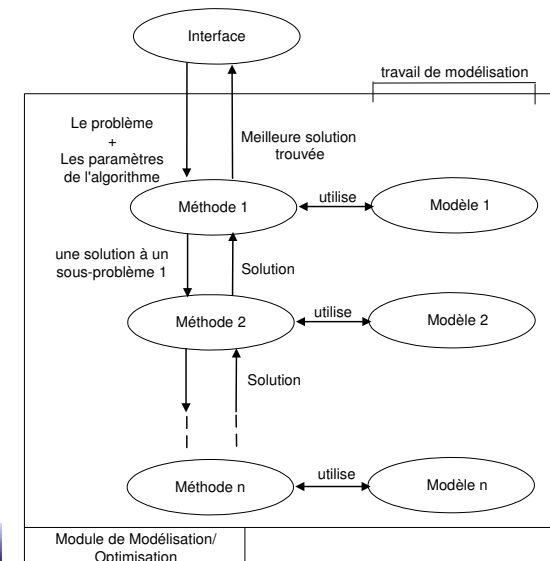 Interface
travail de modélisation
Le problème
+
Les paramètres
de l'algorithme
Meilleure solution
trouvée
Méthode 1
utilise
Modèle 1
une solution à un
sous-problème 1
Solution
Méthode 2
utilise
Modèle 2
Solution
Méthode n
utilise
Modèle n
Module de Modélisation/
Optimisation